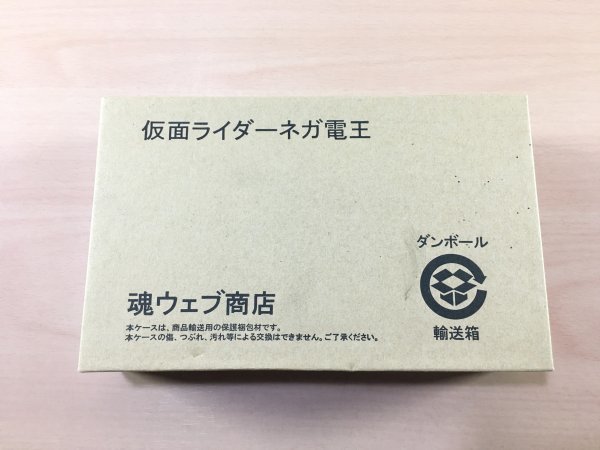 仮面ライダーネガ電王
ダンボール
輸送箱
魂ウェブ商店
本ケースは、商品輸送用の保護梱包材です。
本ケースの傷、つぶれ、汚れ等による交換はできません。ご了承ください。